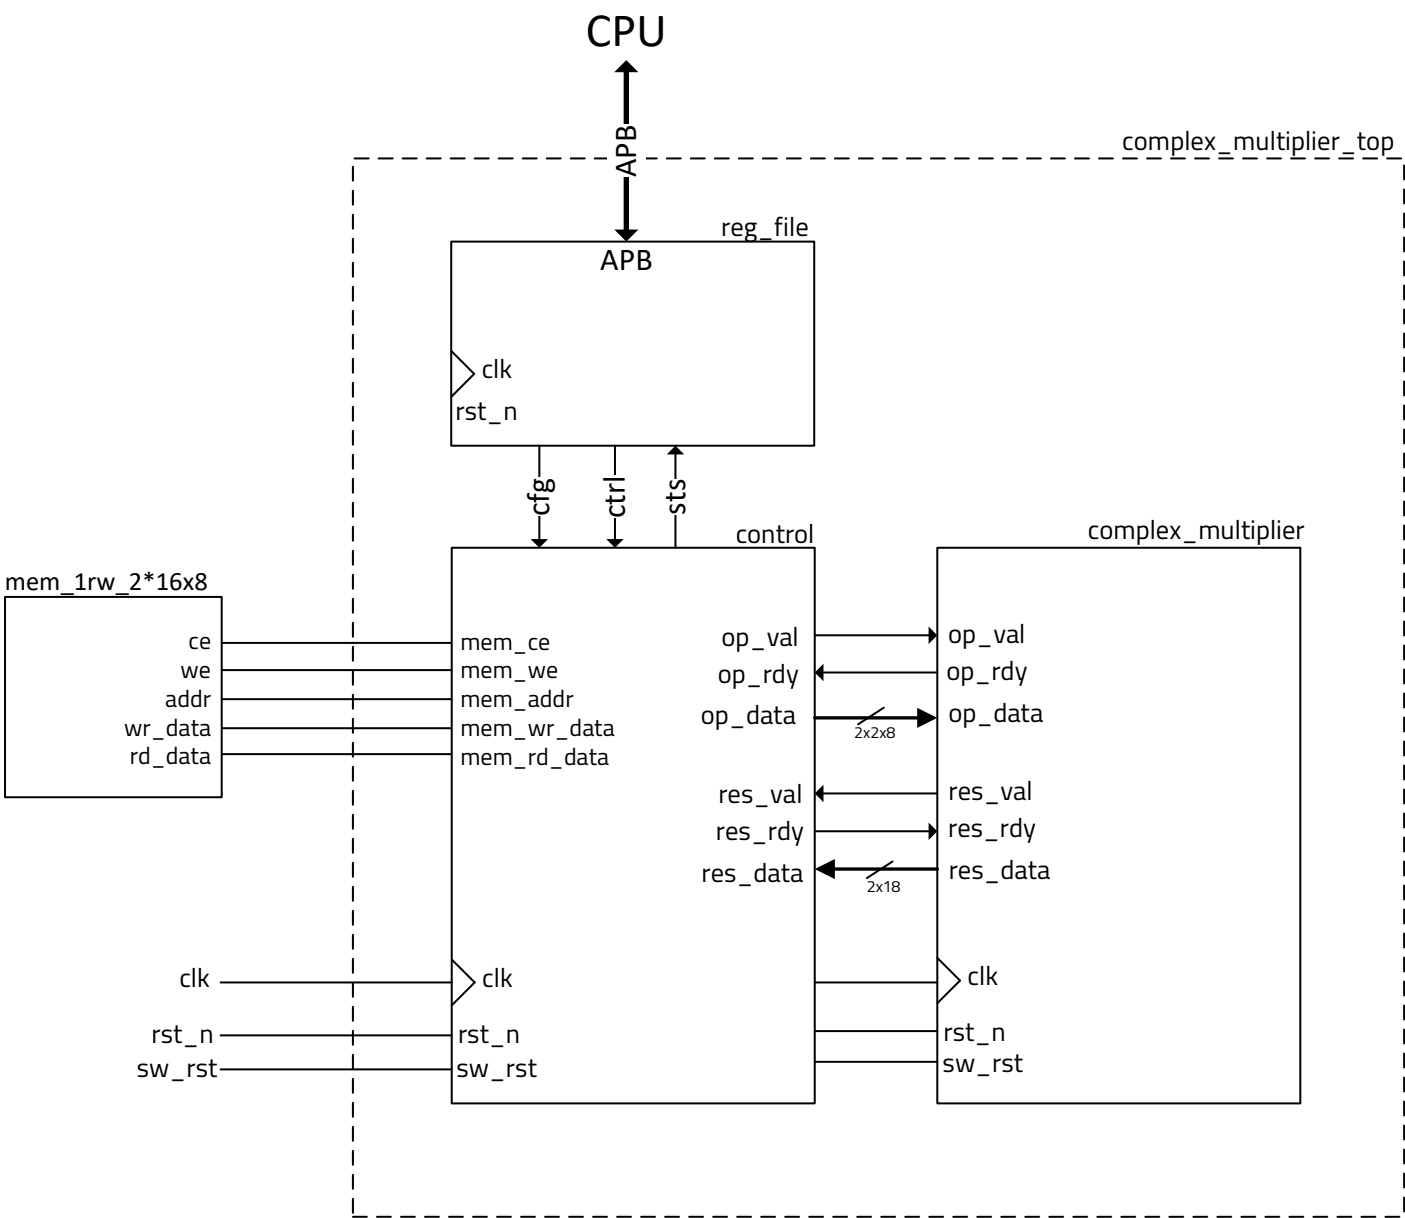 CPU
APB
complex_multiplier_top
reg_file
APB
clk
rst_n
cfg
ctrl
sts
control
complex_multiplier
mem_1rw_2*16x8
ce
we
addr
wr_data
rd_data
mem_ce
mem_we
mem_addr
mem_wr_data
mem_rd_data
op_val
op_rdy
op_data
2x2x8
op_val
op_rdy
op_data
res_val
res_rdy
res_data
2x18
res_val
res_rdy
res_data
clk
rst_n
sw_rst
clk
rst_n
sw_rst
clk
rst_n
sw_rst